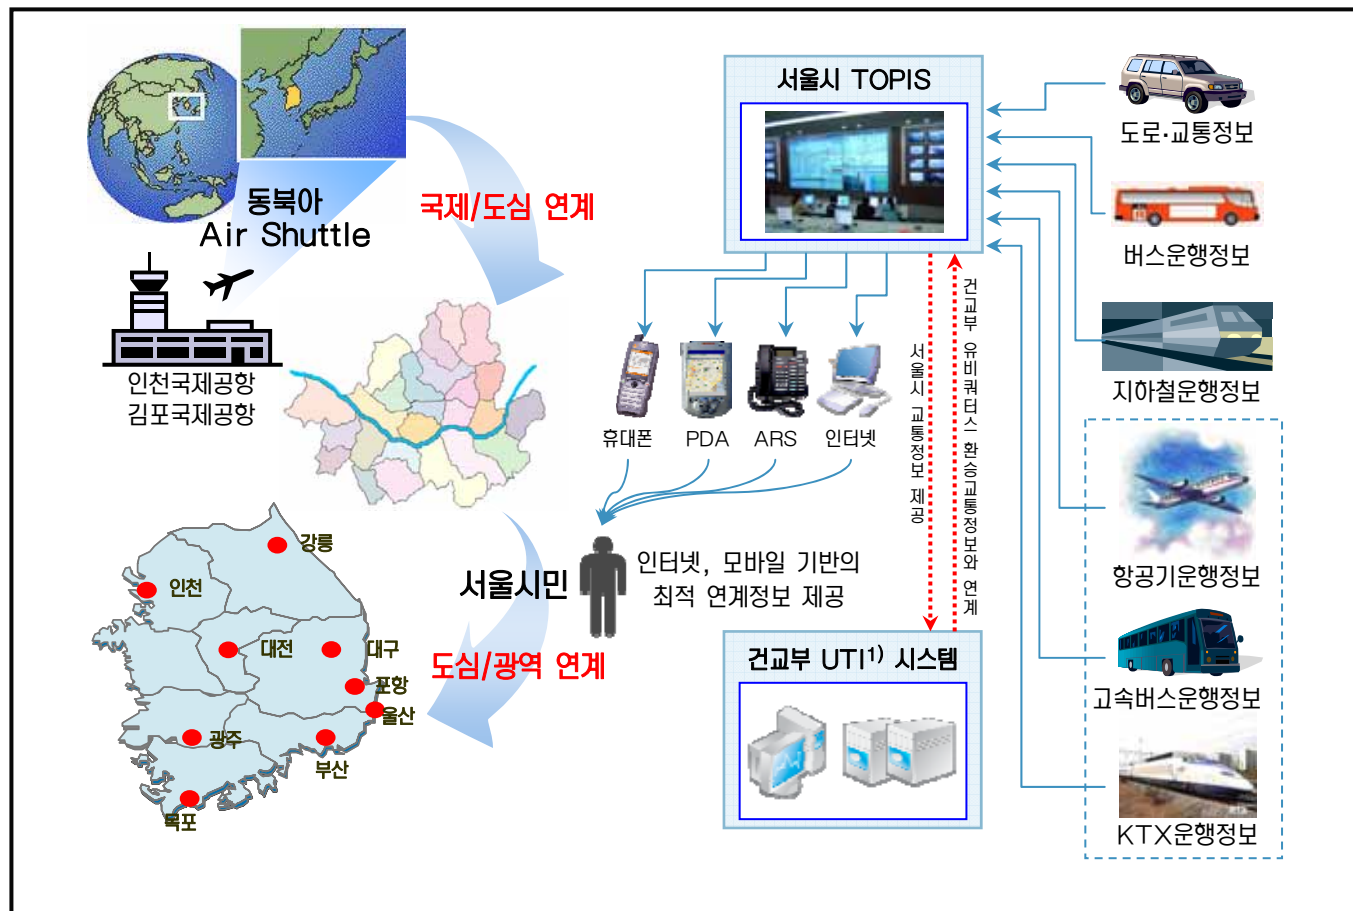 동북아
Air Shuttle
국제/도심 연계
인천국제공항
김포국제공항
강릉
인천
대전
대구
포항
울산
광주
부산
목포
도심/광역 연계
서울시 TOPIS
휴대폰
PDA
ARS
인터넷
서울시민
인터넷, 모바일 기반의
최적 연계정보 제공
서울시 교통정보 제공
건교부 유비쿼터스 환승교통정보와 연계
건교부 UTI1) 시스템
도로·교통정보
버스운행정보
지하철운행정보
항공기운행정보
고속버스운행정보
KTX운행정보